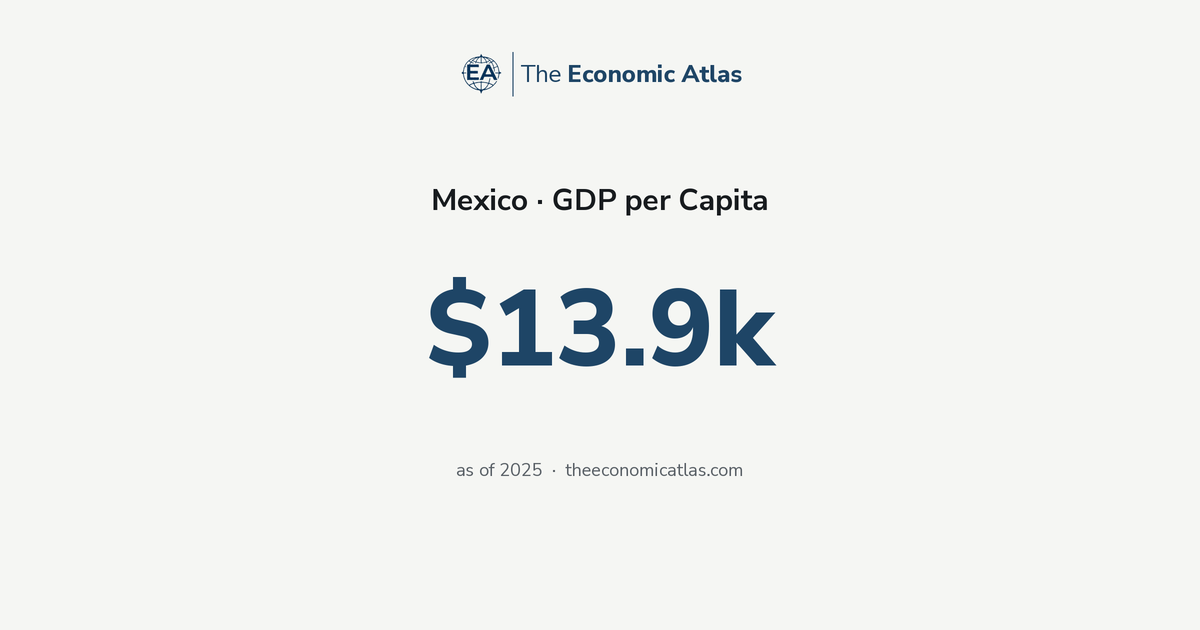 EA The Economic Atlas
Mexico · GDP per Capita
$13.9k
as of 2025 · theeconomicatlas.com